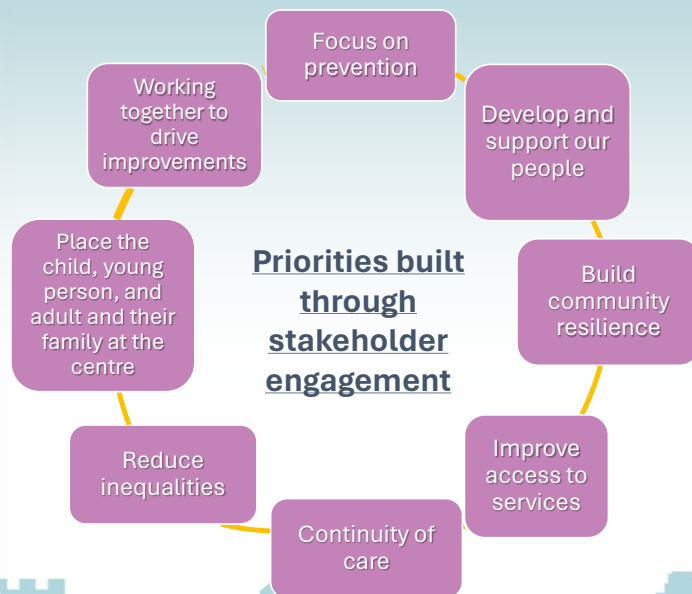 Focus on
prevention
Develop and
support our
people
Build
community
resilience
Improve
access to
services
Continuity of
care
Reduce
inequalities
Place the
child, young
person, and
adult and their
family at the
centre
Working
together to
drive
improvements
Priorities built
through
stakeholder
engagement